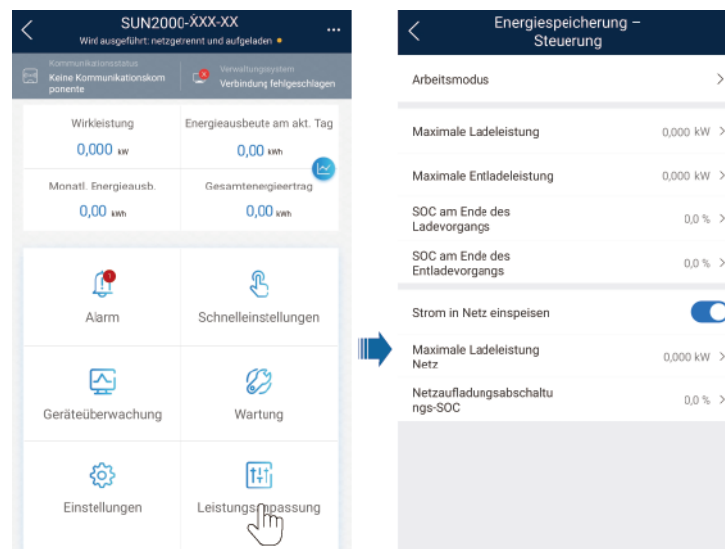 SUN2000-XXX-XX
Wird ausgeführt: netzgetrennt und aufgeladen
Kommunikationsstatus
Keine Kommunikationskom
ponente
Verwaltungssystem
Verbindung fehlgeschlagen
Wirkleistung
0,000 kW
Energieausbeute am akt. Tag
0,00 kWh
Monatl. Energieausb.
0,00 kWh
Gesamtenergieertrag
0,00 kWh
1
Alarm
Schnelleinstellungen
Geräteüberwachung
Wartung
Einstellungen
Leistungsanpassung
Energiespeicherung –
Steuerung
Arbeitsmodus
Maximale Ladeleistung
0,000 kW
Maximale Entladeleistung
0,000 kW
SOC am Ende des
Ladevorgangs
0,0 %
SOC am Ende des
Entladevorgangs
0,0 %
Strom in Netz einspeisen
Maximale Ladeleistung
Netz
0,000 kW
Netzaufladungsabschaltu
ngs-SOC
0,0 %